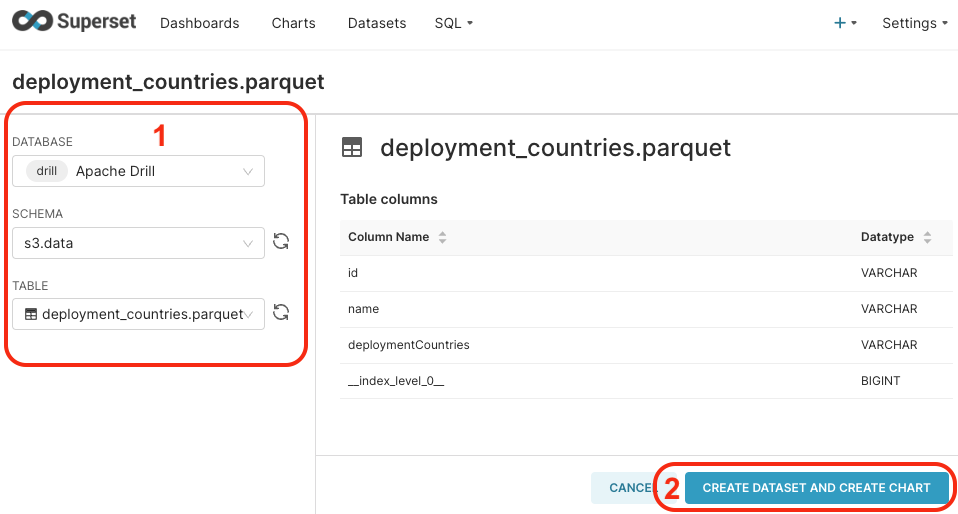 Superset Dashboards Charts Datasets SQL + Settings
deployment_countries.parquet
1
DATABASE
drill Apache Drill
SCHEMA
s3.data
TABLE
deployment_countries.parquet
deployment_countries.parquet
Table columns
Column Name Datatype
id VARCHAR
name VARCHAR
deploymentCountries VARCHAR
__index_level_0__ BIGINT
CANCEL 2 CREATE DATASET AND CREATE CHART